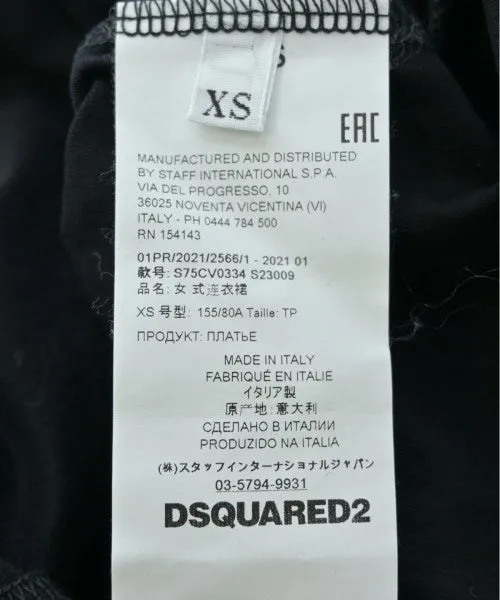 S
XS
EAC
MANUFACTURED AND DISTRIBUTED
BY STAFF INTERNATIONAL S.P.A.
VIA DEL PROGRESSO, 10
36025 NOVENTA VICENTINA (VI)
ITALY - PH 0444 784 500
RN 154143
01PR/2021/2566/1 - 2021 01
款号: S75CV0334 S23009
品名: 女 式连衣裙
XS 号型: 155/80A Taille: TP
ПРОДУКТ: ПЛАТЬЕ
MADE IN ITALY
FABRIQUÉ EN ITALIE
イタリア製
原产地: 意大利
СДЕЛАНО В ИТАЛИИ
PRODUZIDO NA ITALIA
(株)スタッフインターナショナルジャパン
03-5794-9931
DSQUARED2